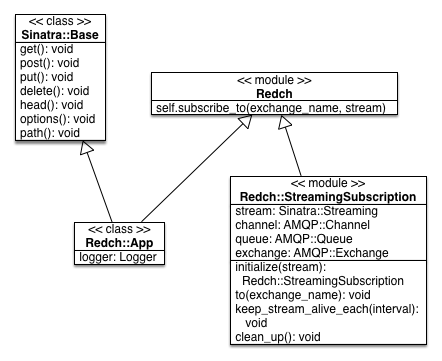 << class >>
Sinatra::Base
get(): void
post(): void
put(): void
delete(): void
head(): void
options(): void
path(): void
<< module >>
Redch
self.subscribe_to(exchange_name, stream)
<< class >>
Redch::App
logger: Logger
<< module >>
Redch::StreamingSubscription
stream: Sinatra::Streaming
channel: AMQP::Channel
queue: AMQP::Queue
exchange: AMQP::Exchange
initialize(stream):
Redch::StreamingSubscription
to(exchange_name): void
keep_stream_alive_each(interval):
void
clean_up(): void